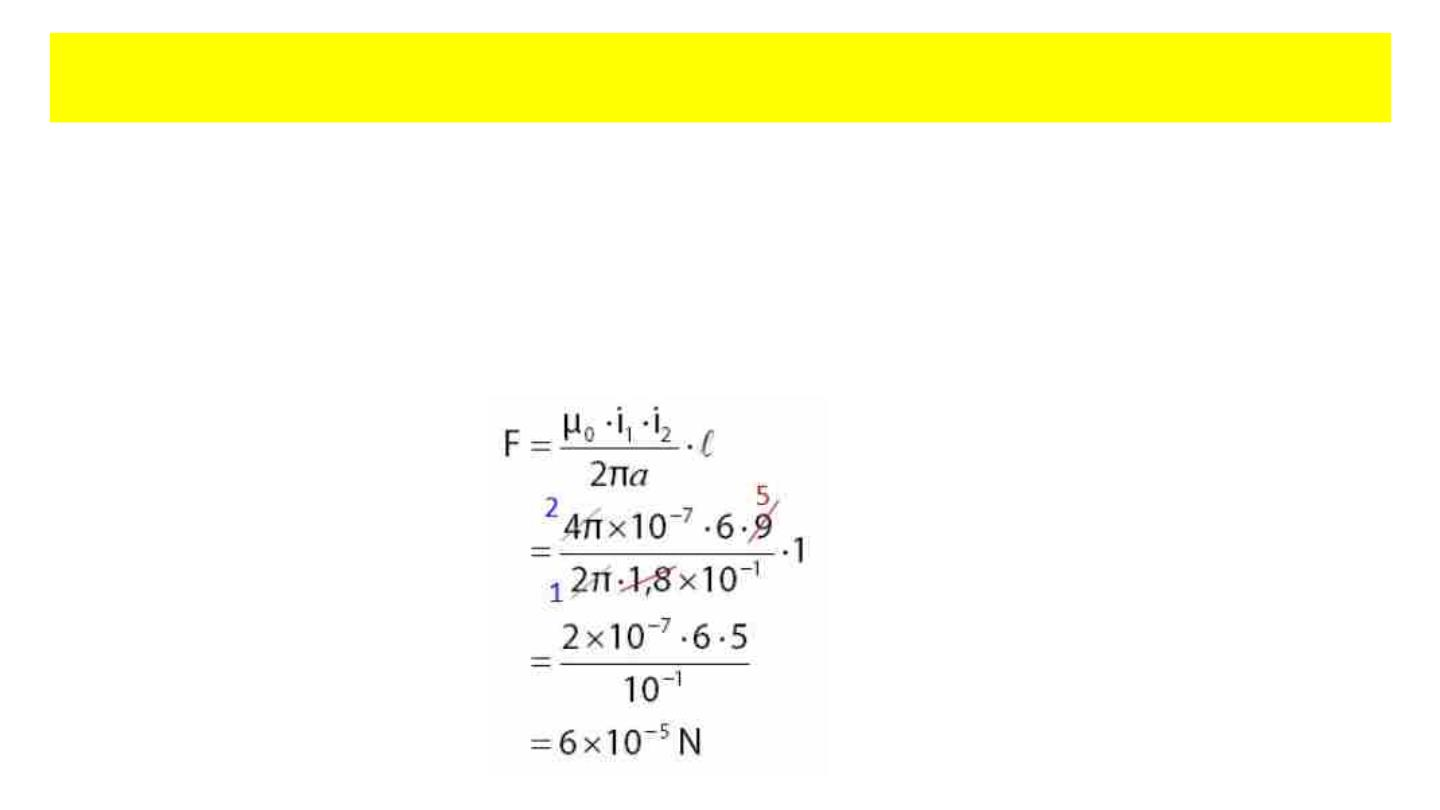 F = μ₀ ·i₁ ·i₂ / 2πa · ℓ
2 5
= 4π×10⁻⁷ ·6·9 / 2π·1,8×10⁻¹ ·1
1
= 2×10⁻⁷ ·6·5 / 10⁻¹
= 6×10⁻⁵ N